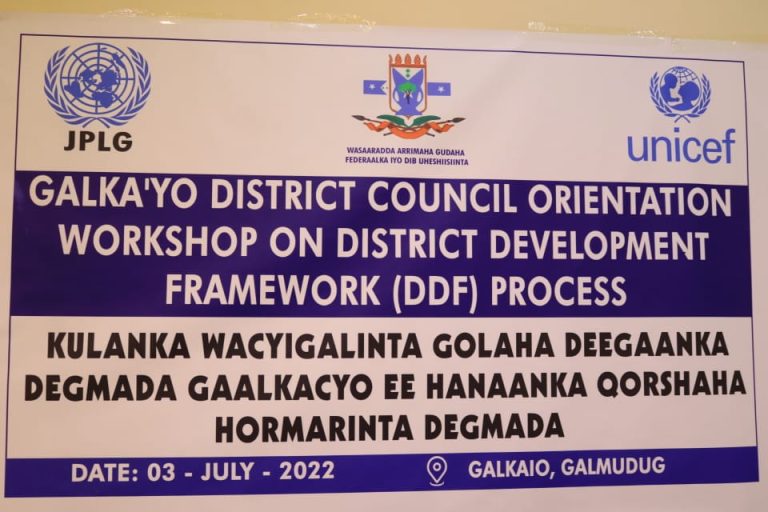 JPLG
WASAARADDA ARRIMAHA GUDAHA
FEDERAALKA IYO DIB UHESHIISIINTA
unicef
GALKA'YO DISTRICT COUNCIL ORIENTATION
WORKSHOP ON DISTRICT DEVELOPMENT
FRAMEWORK (DDF) PROCESS
KULANKA WACYIGALINTA GOLAHA DEEGAANKA
DEGMADA GAALKACYO EE HANAANKA QORSHAHA
HORMARINTA DEGMADA
DATE: 03 - JULY - 2022 GALKAIO, GALMUDUG